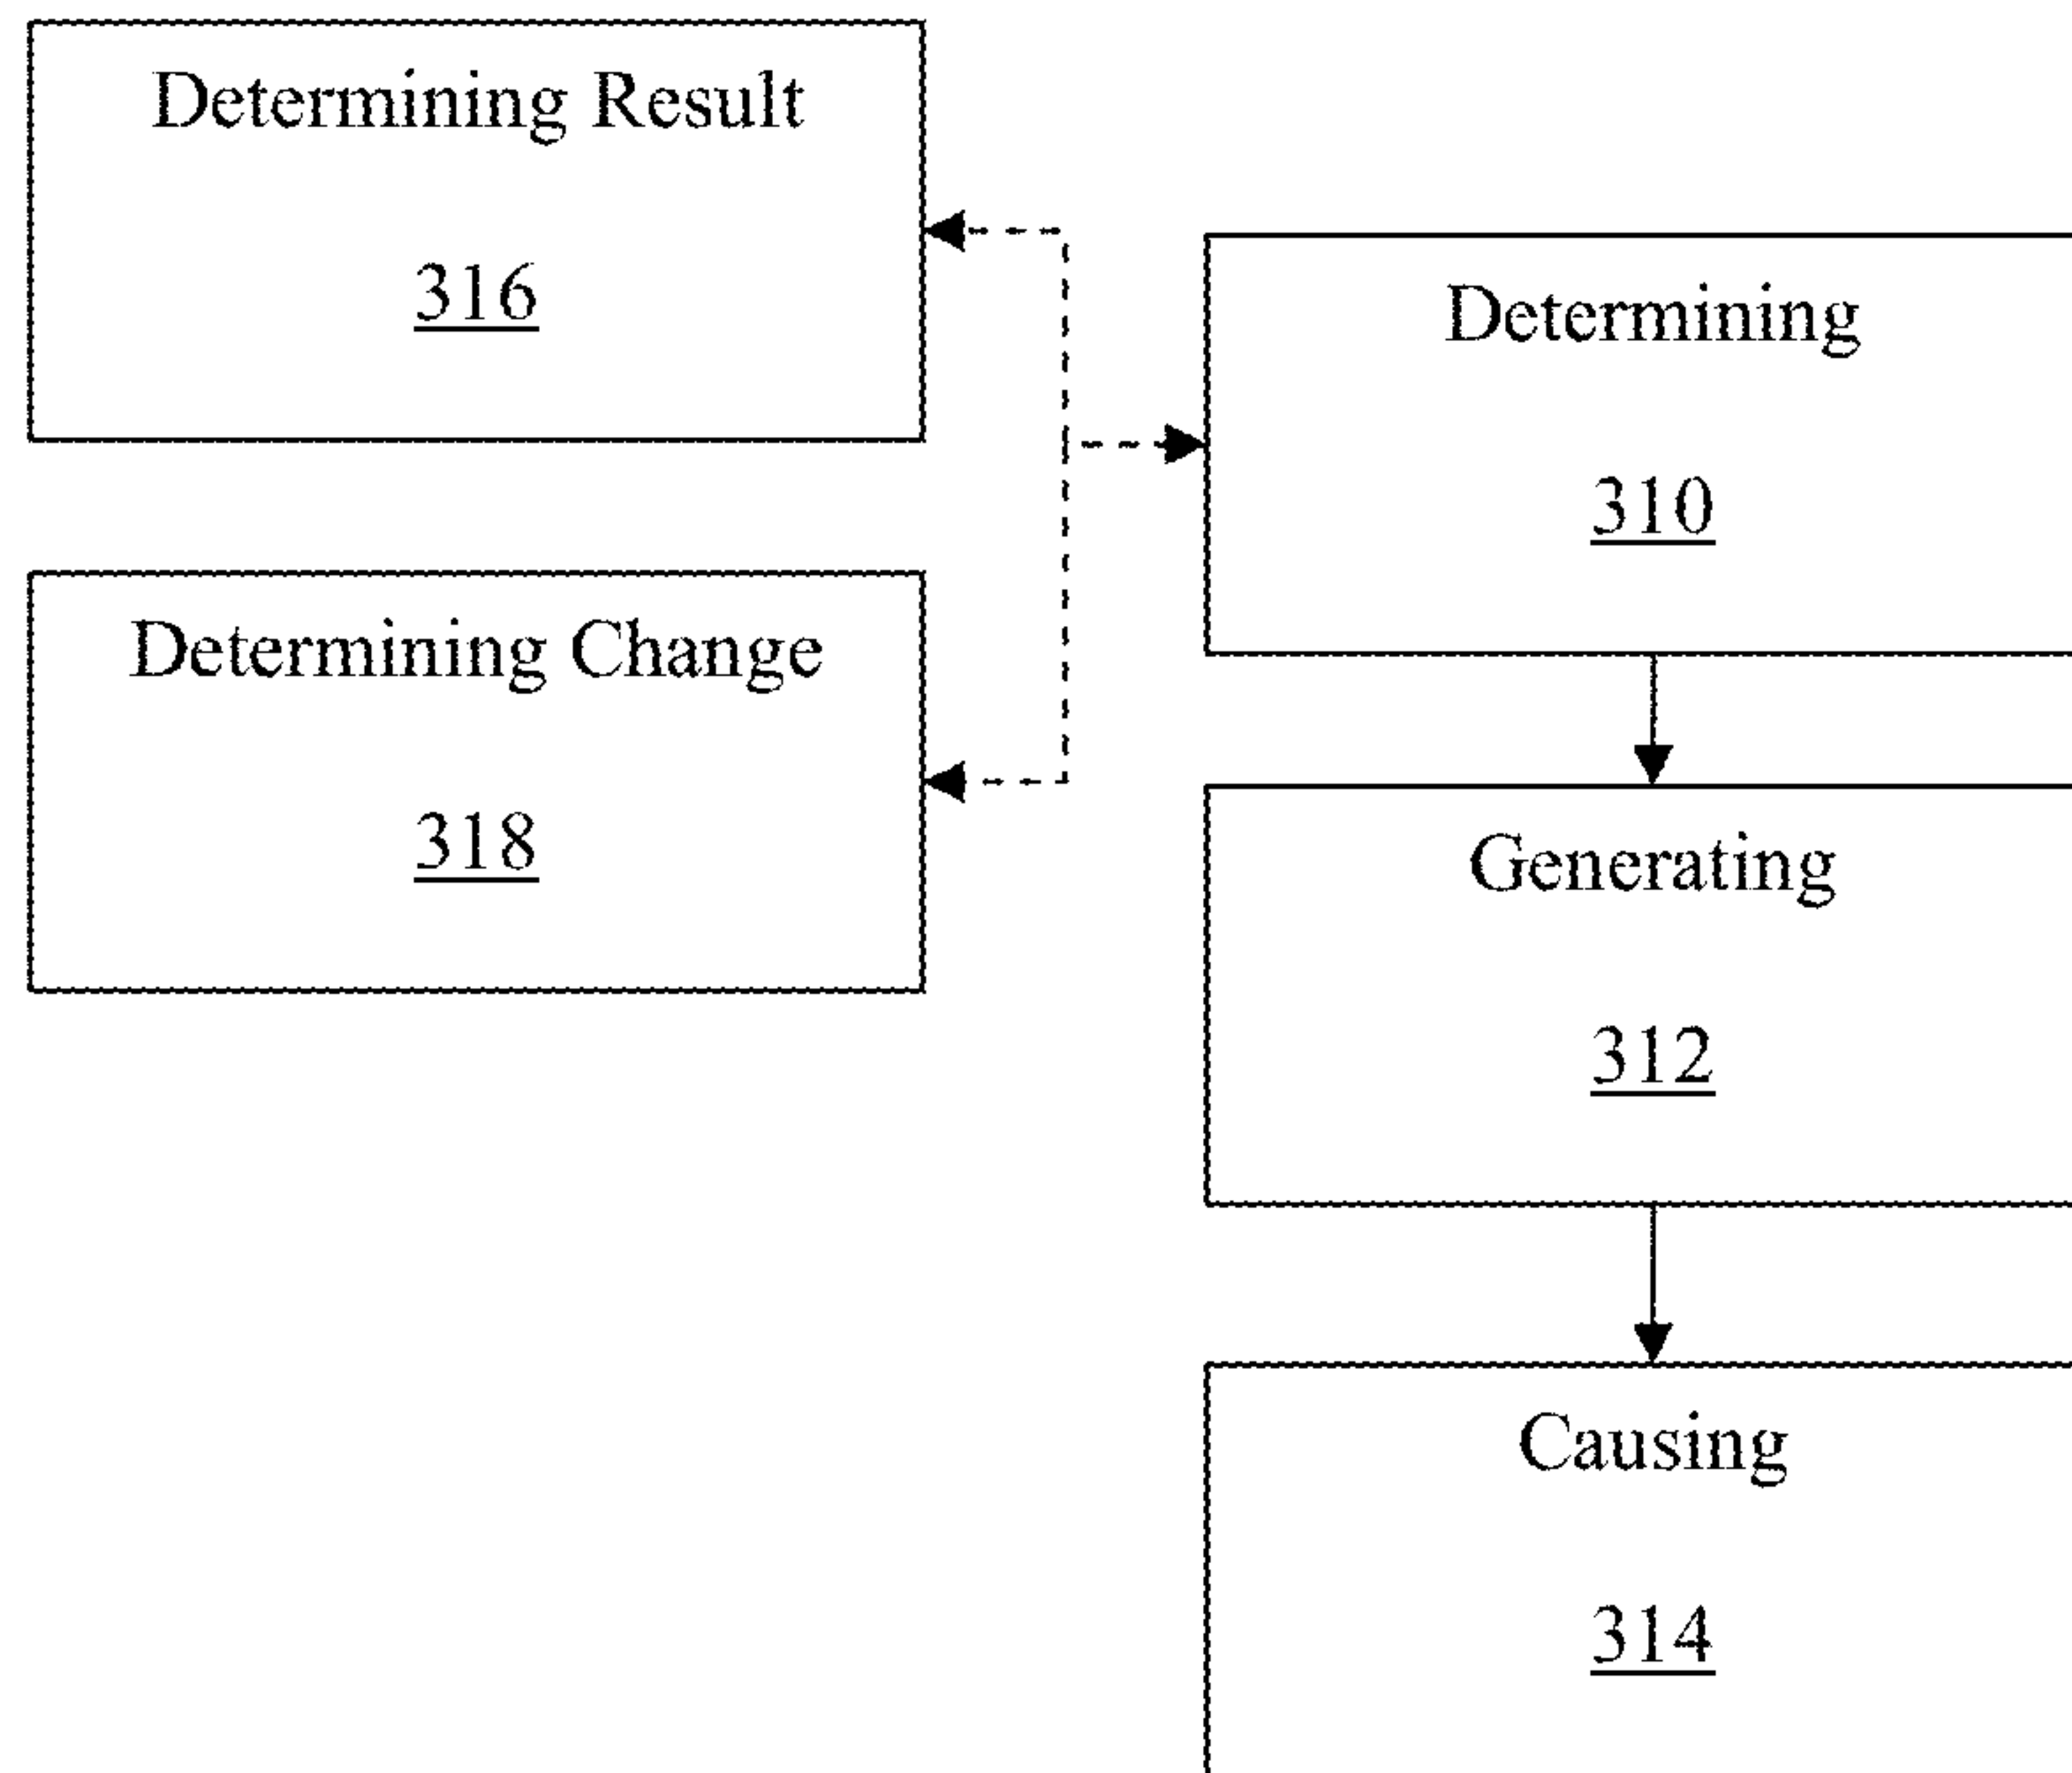 Determining Result
316
Determining
310
Determining Change
318
Generating
312
Causing
314